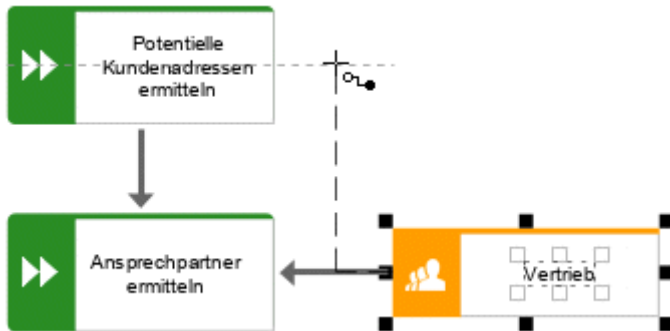 Potentielle
Kundenadressen
ermitteln
Ansprechpartner
ermitteln
Vertrieb